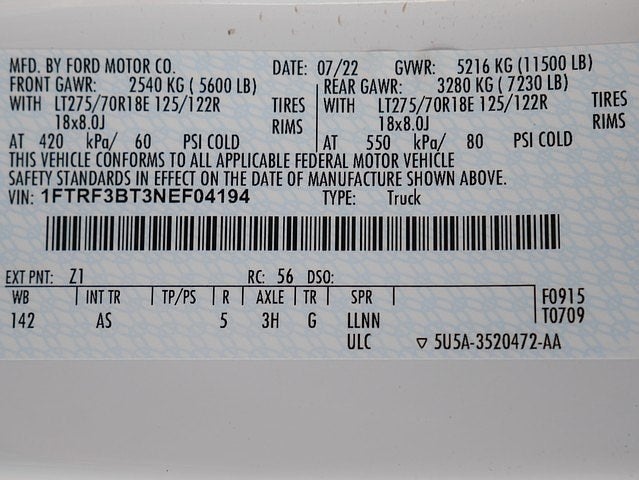 MFD. BY FORD MOTOR CO. DATE: 07/22 GVWR: 5216 KG (11500 LB)
FRONT GAWR: 2540 KG ( 5600 LB) REAR GAWR: 3280 KG ( 7230 LB)
WITH LT275/70R18E 125/122R TIRES WITH LT275/70R18E 125/122R TIRES
18x8.0J RIMS 18x8.0J RIMS
AT 420 kPa/ 60 PSI COLD AT 550 kPa/ 80 PSI COLD
THIS VEHICLE CONFORMS TO ALL APPLICABLE FEDERAL MOTOR VEHICLE
SAFETY STANDARDS IN EFFECT ON THE DATE OF MANUFACTURE SHOWN ABOVE.
VIN: 1FTRF3BT3NEF04194 TYPE: Truck
EXT PNT: Z1 RC: 56 DSO:
WB INT TR TP/PS R AXLE TR SPR F0915
142 AS 5 3H G LLNN T0709
ULC ▽ 5U5A-3520472-AA